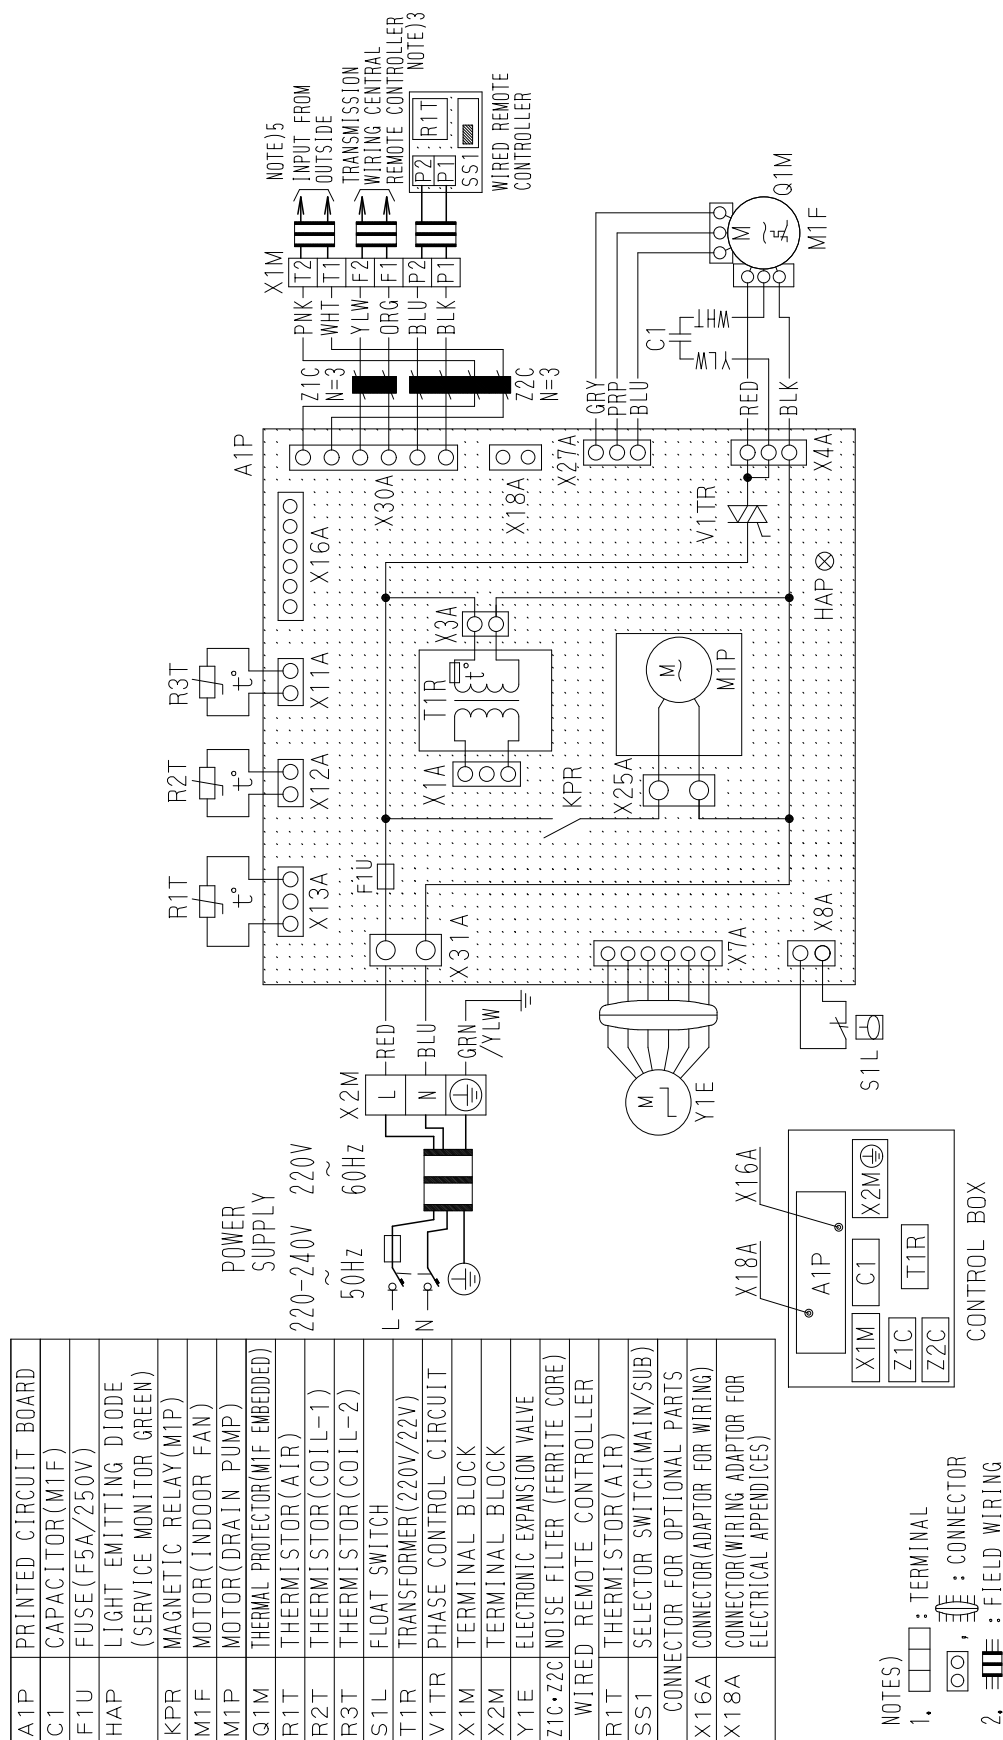 A1P PRINTED CIRCUIT BOARD
C1 CAPACITOR(M1F)
F1U FUSE(F5A/250V)
HAP LIGHT EMITTING DIODE
(SERVICE MONITOR GREEN)
KPR MAGNETIC RELAY(M1P)
M1F MOTOR(INDOOR FAN)
M1P MOTOR(DRAIN PUMP)
Q1M THERMAL PROTECTOR(M1F EMBEDDED)
R1T THERMISTOR(AIR)
R2T THERMISTOR(COIL-1)
R3T THERMISTOR(COIL-2)
S1L FLOAT SWITCH
T1R TRANSFORMER(220V/22V)
V1TR PHASE CONTROL CIRCUIT
X1M TERMINAL BLOCK
X2M TERMINAL BLOCK
Y1E ELECTRONIC EXPANSION VALVE
Z1C・Z2C NOISE FILTER (FERRITE CORE)
WIRED REMOTE CONTROLLER
R1T THERMISTOR(AIR)
SS1 SELECTOR SWITCH(MAIN/SUB)
CONNECTOR FOR OPTIONAL PARTS
X16A CONNECTOR(ADAPTOR FOR WIRING)
X18A CONNECTOR(WIRING ADAPTOR FOR
ELECTRICAL APPENDICES)
NOTES)
1. : TERMINAL
, : CONNECTOR
2. : FIELD WIRING
POWER
SUPPLY
220-240V 220V
~ ~
50Hz 60Hz
L
N
X2M
L
N
RED
BLU
GRN
/YLW
X31A
F1U
R1T
t°
X13A
R2T
t°
X12A
R3T
t°
X11A
X16A
A1P
X30A
X18A
X27A
X4A
V1TR
HAP
X3A
T1R
t°
X1A
KPR
X25A
M
~
M1P
X7A
M
Y1E
X8A
S1L
Z1C
N=3
Z2C
N=3
PNK
WHT
YLW
ORG
BLU
BLK
X1M
T2
T1
F2
F1
P2
P1
NOTE)5
INPUT FROM
OUTSIDE
TRANSMISSION
WIRING CENTRAL
REMOTE CONTROLLER
NOTE)3
P2
P1
R1T
SS1
WIRED REMOTE
CONTROLLER
GRY
PRP
BLU
RED
BLK
YLW
WHT
C1
M
~
Q1M
M1F
X18A
X16A
A1P
X1M
C1
X2M
Z1C
Z2C
T1R
CONTROL BOX